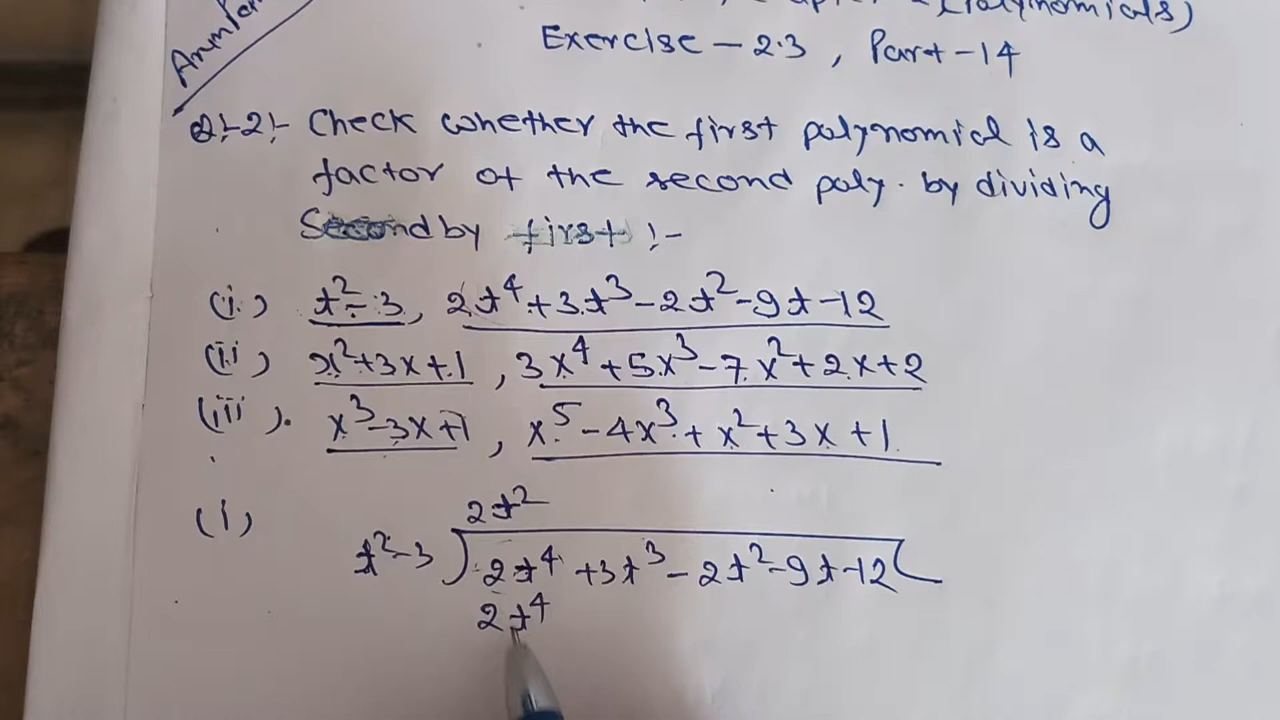 (Polynomials)
Exercise - 2.3 , Part - 14
Q:-2:- Check whether the first polynomial is a
factor of the second poly. by dividing
Second by first :-
(i.) t²-3, 2t⁴+3t³-2t²-9t-12
(ii) x²+3x+1 , 3x⁴+5x³-7x²+2x+2
(iii). x³-3x+1 , x⁵-4x³+x²+3x+1
(i)
2t²
t²-3 ) 2t⁴+3t³-2t²-9t-12 (
2t⁴